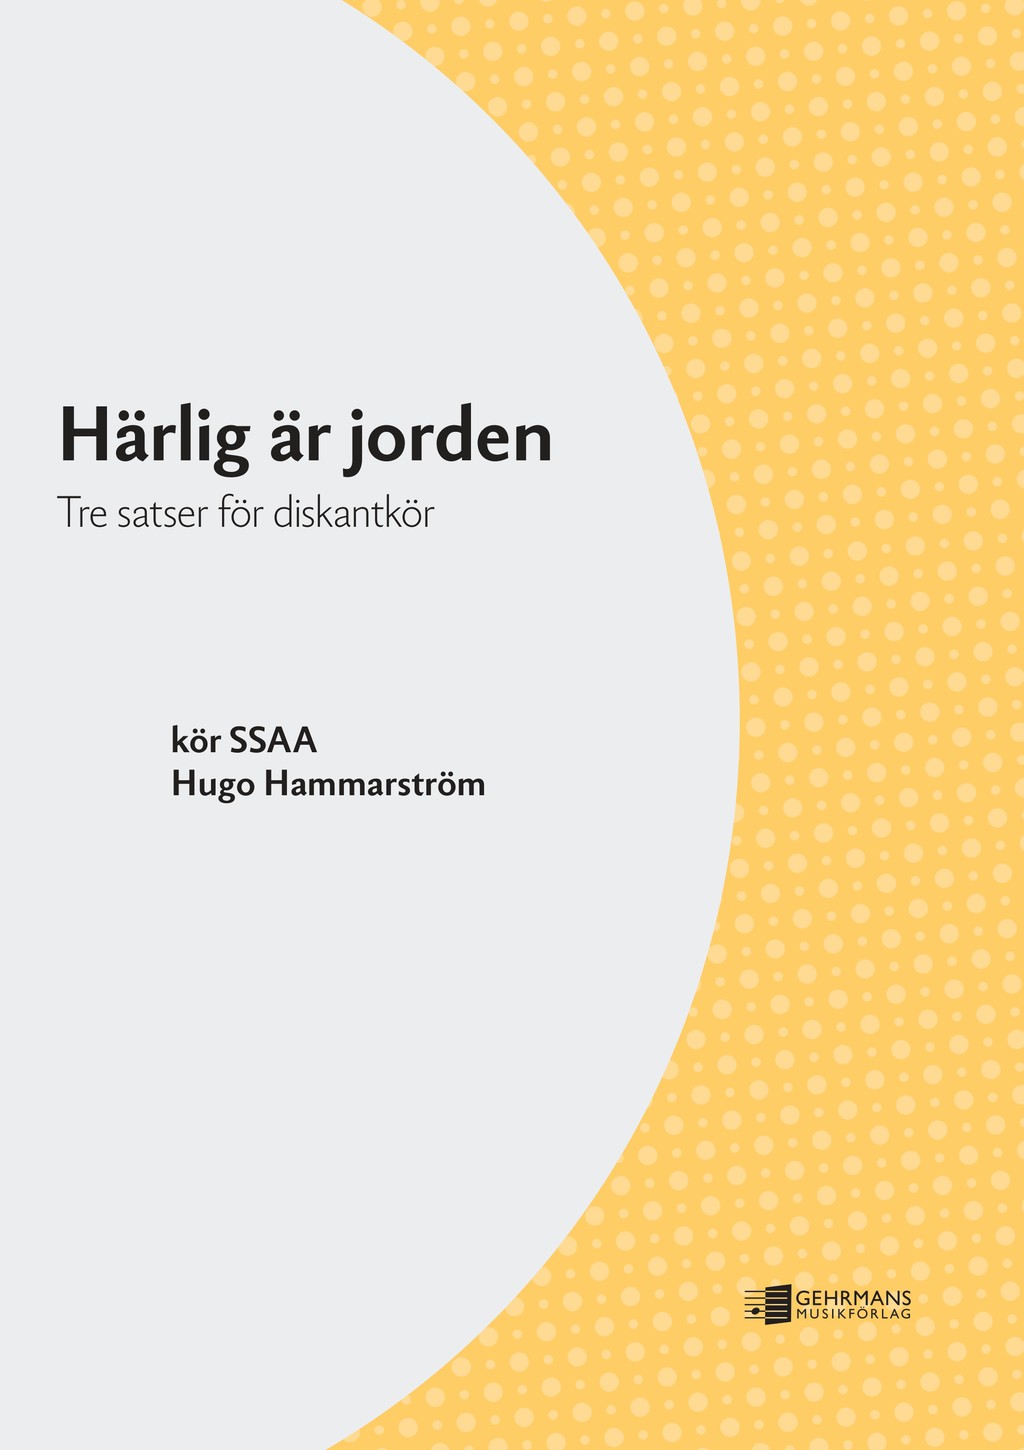 Härlig är jorden
Tre satser för diskantkör
kör SSAA
Hugo Hammarström
GEHRMANS
MUSIKFÖRLAG